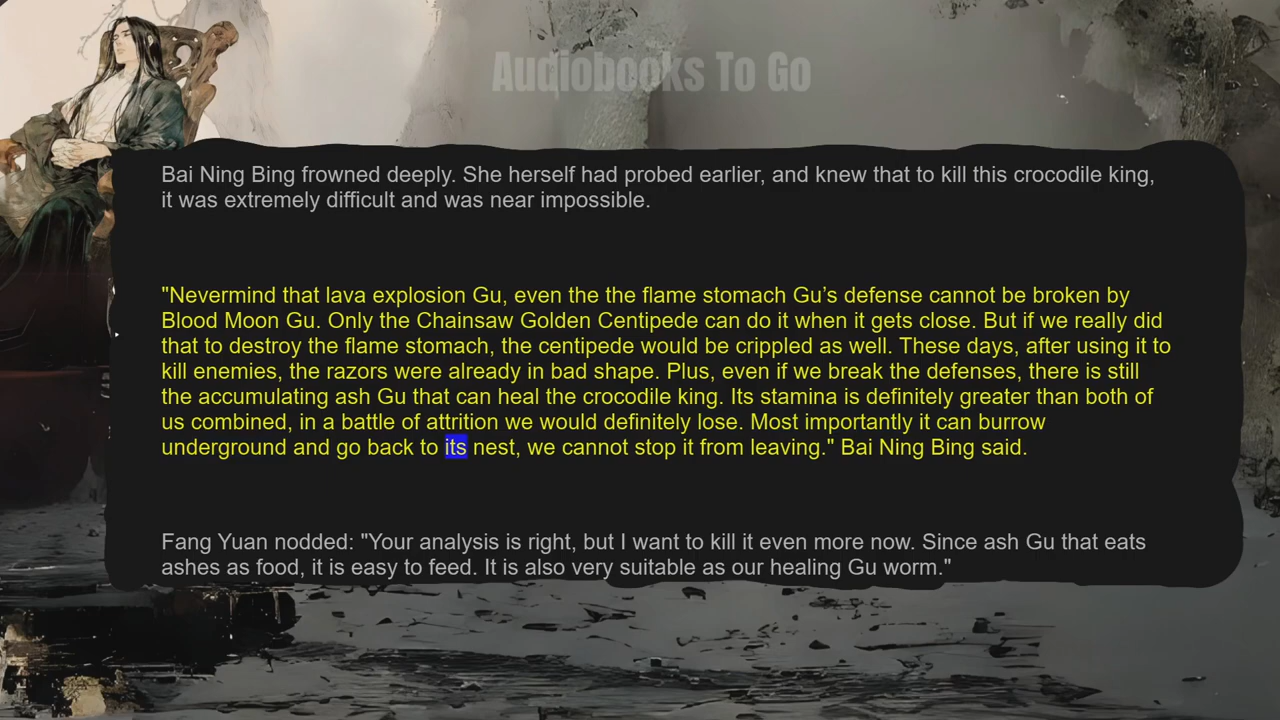 Audiobooks To Go
Bai Ning Bing frowned deeply. She herself had probed earlier, and knew that to kill this crocodile king,
it was extremely difficult and was near impossible.
"Nevermind that lava explosion Gu, even the the flame stomach Gu’s defense cannot be broken by
Blood Moon Gu. Only the Chainsaw Golden Centipede can do it when it gets close. But if we really did
that to destroy the flame stomach, the centipede would be crippled as well. These days, after using it to
kill enemies, the razors were already in bad shape. Plus, even if we break the defenses, there is still
the accumulating ash Gu that can heal the crocodile king. Its stamina is definitely greater than both of
us combined, in a battle of attrition we would definitely lose. Most importantly it can burrow
underground and go back to its nest, we cannot stop it from leaving." Bai Ning Bing said.
Fang Yuan nodded: "Your analysis is right, but I want to kill it even more now. Since ash Gu that eats
ashes as food, it is easy to feed. It is also very suitable as our healing Gu worm."